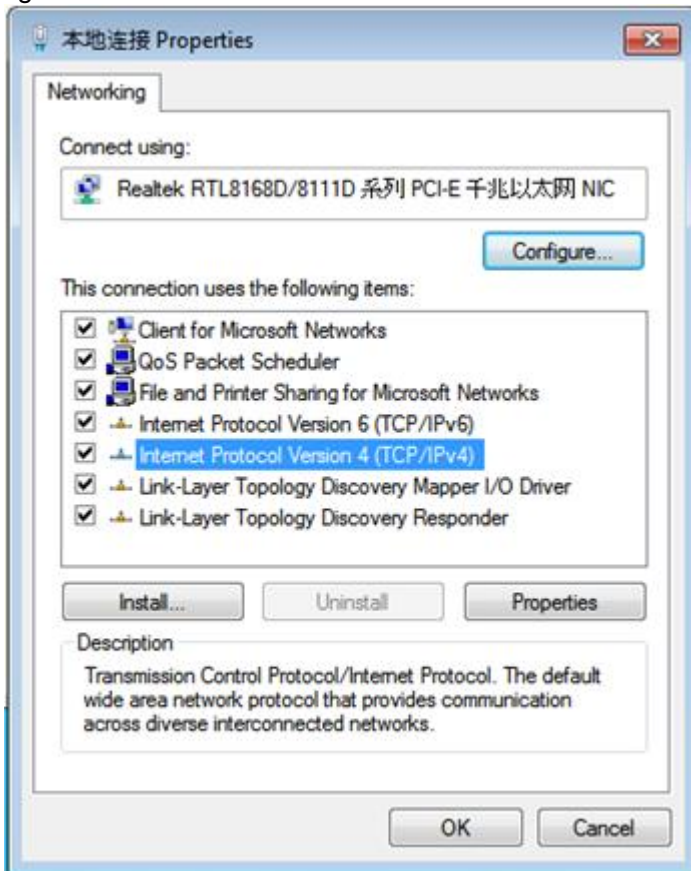 本地连接 Properties
Networking
Connect using:
Realtek RTL8168D/8111D 系列 PCI-E 千兆以太网 NIC
Configure...
This connection uses the following items:
Client for Microsoft Networks
QoS Packet Scheduler
File and Printer Sharing for Microsoft Networks
Internet Protocol Version 6 (TCP/IPv6)
Internet Protocol Version 4 (TCP/IPv4)
Link-Layer Topology Discovery Mapper I/O Driver
Link-Layer Topology Discovery Responder
Install...
Uninstall
Properties
Description
Transmission Control Protocol/Internet Protocol. The default
wide area network protocol that provides communication
across diverse interconnected networks.
OK
Cancel